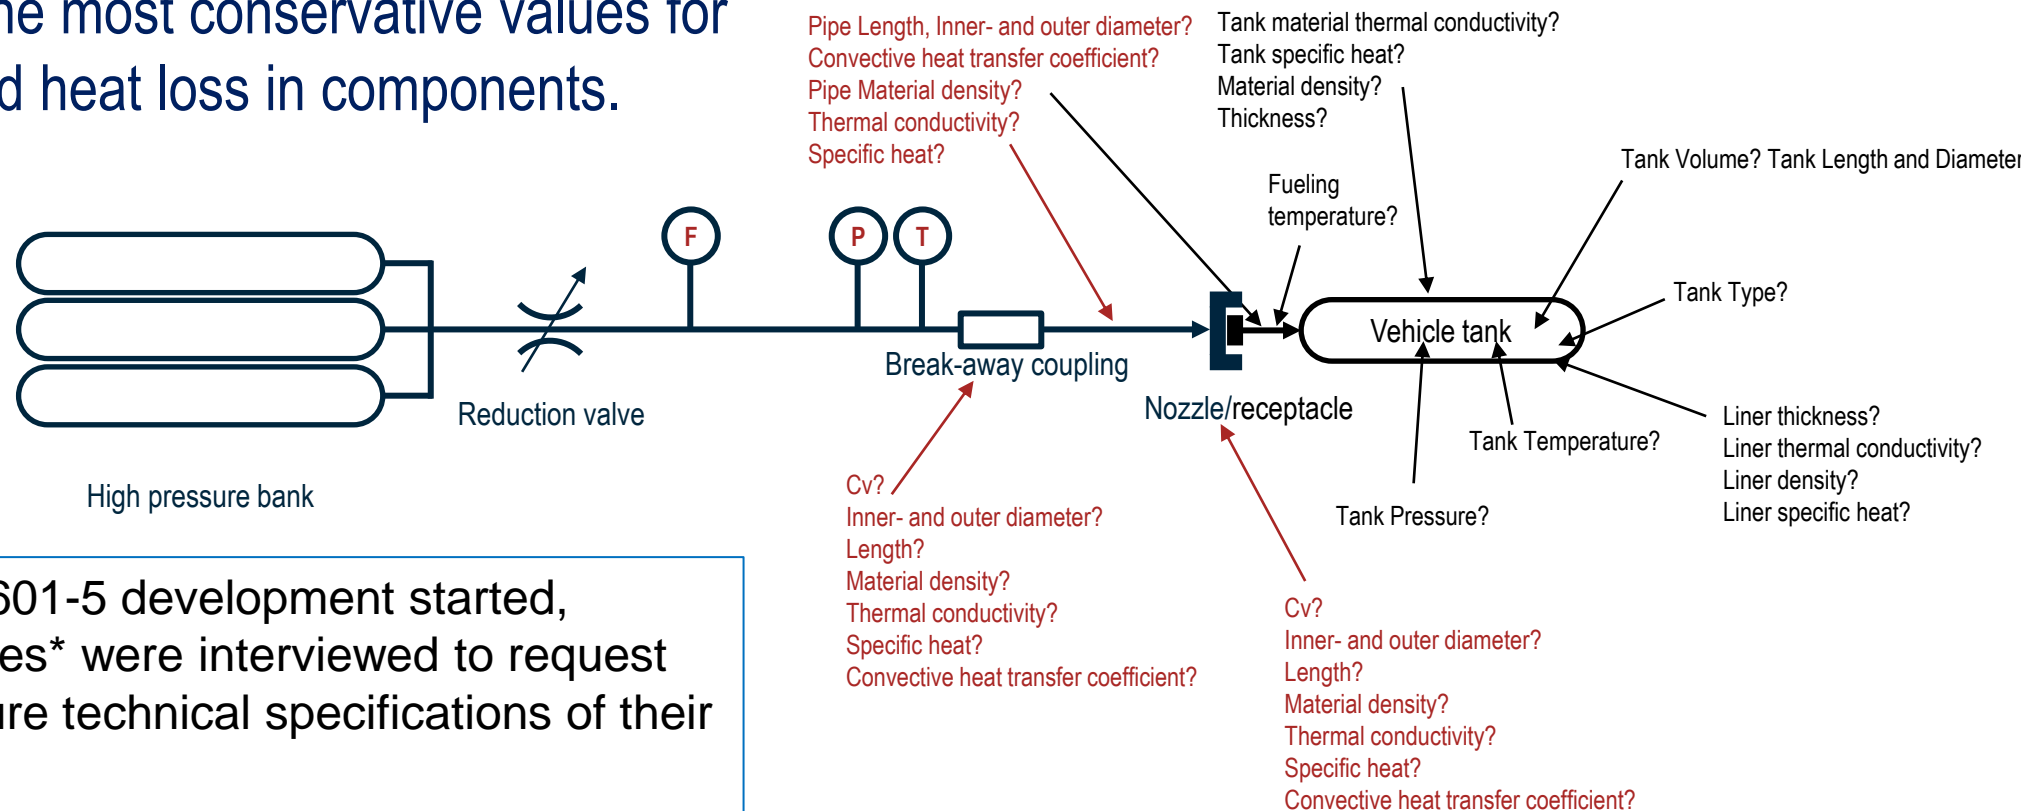 he most conservative values for
d heat loss in components.
Pipe Length, Inner- and outer diameter?
Convective heat transfer coefficient?
Pipe Material density?
Thermal conductivity?
Specific heat?
Tank material thermal conductivity?
Tank specific heat?
Material density?
Thickness?
Tank Volume? Tank Length and Diameter
Fueling
temperature?
F
P
T
Tank Type?
Vehicle tank
Break-away coupling
Reduction valve
Nozzle/receptacle
Tank Temperature?
Liner thickness?
Liner thermal conductivity?
Liner density?
Liner specific heat?
High pressure bank
Tank Pressure?
Cv?
Inner- and outer diameter?
Length?
Material density?
Thermal conductivity?
Specific heat?
Convective heat transfer coefficient?
Cv?
Inner- and outer diameter?
Length?
Material density?
Thermal conductivity?
Specific heat?
Convective heat transfer coefficient?
601-5 development started,
es* were interviewed to request
ure technical specifications of their